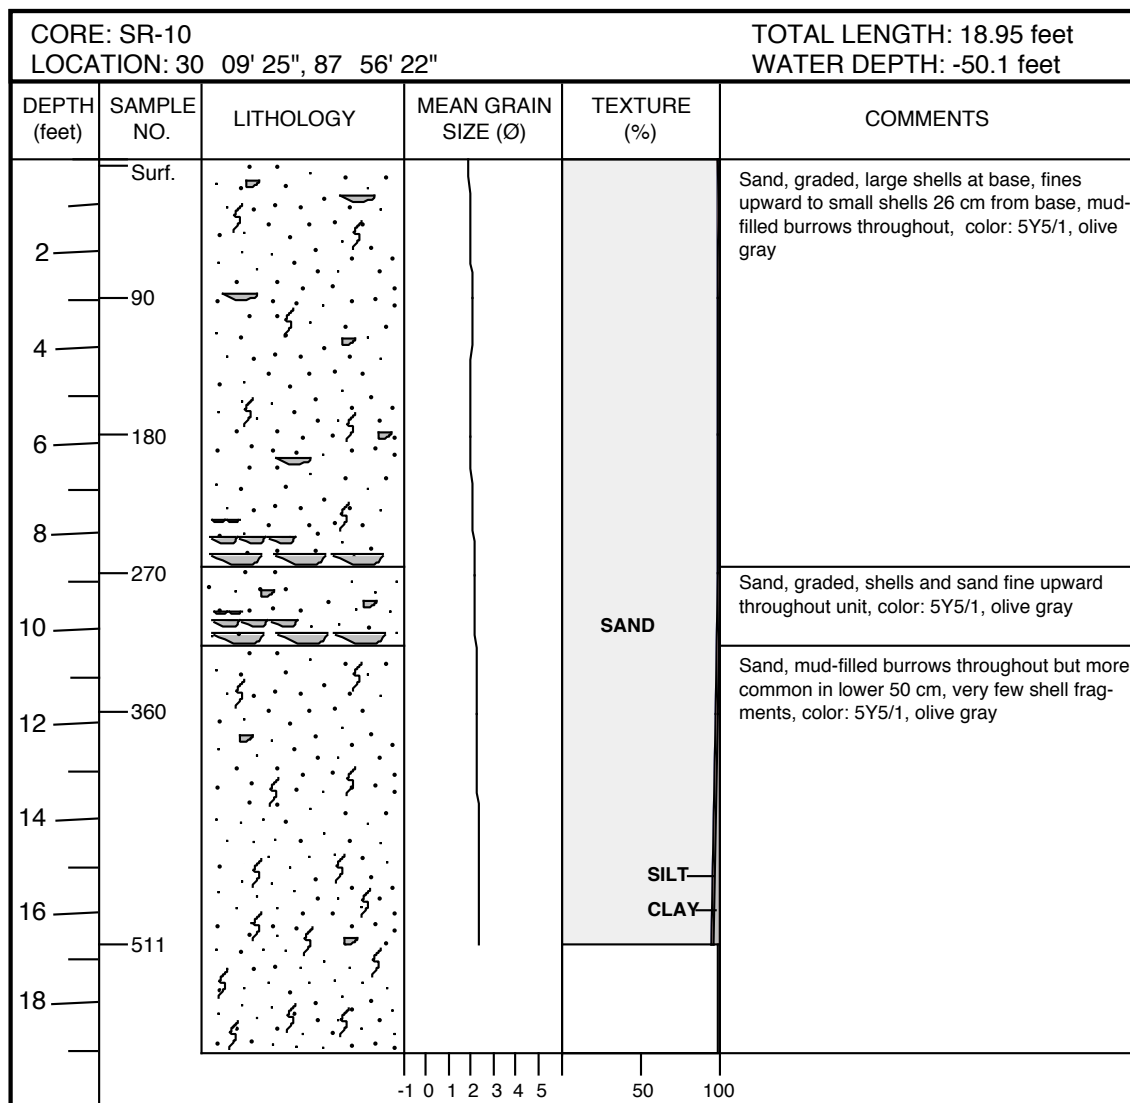 CORE: SR-10
TOTAL LENGTH: 18.95 feet
LOCATION: 30 09' 25", 87 56' 22"
WATER DEPTH: -50.1 feet
DEPTH
(feet)
SAMPLE
NO.
LITHOLOGY
MEAN GRAIN
SIZE (Ø)
TEXTURE
(%)
COMMENTS
Surf.
Sand, graded, large shells at base, fines
upward to small shells 26 cm from base, mud-
filled burrows throughout, color: 5Y5/1, olive
gray
2
90
4
180
6
8
270
Sand, graded, shells and sand fine upward
throughout unit, color: 5Y5/1, olive gray
10
SAND
Sand, mud-filled burrows throughout but more
common in lower 50 cm, very few shell frag-
ments, color: 5Y5/1, olive gray
360
12
14
SILT
16
CLAY
511
18
-1 0 1 2 3 4 5
50 100